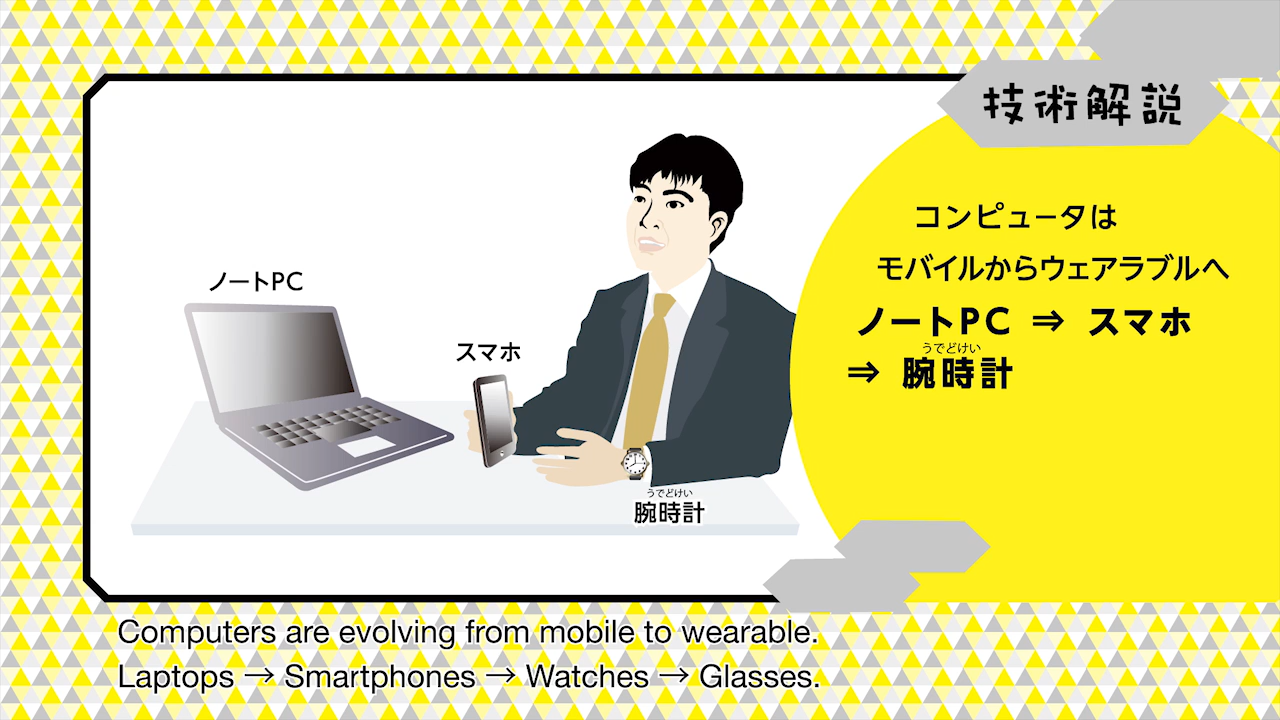 技術解説
コンピュータは
モバイルからウェアラブルへ
ノートPC ⇒ スマホ
うでどけい
⇒ 腕時計
ノートPC
スマホ
うでどけい
腕時計
Computers are evolving from mobile to wearable.
Laptops → Smartphones → Watches → Glasses.